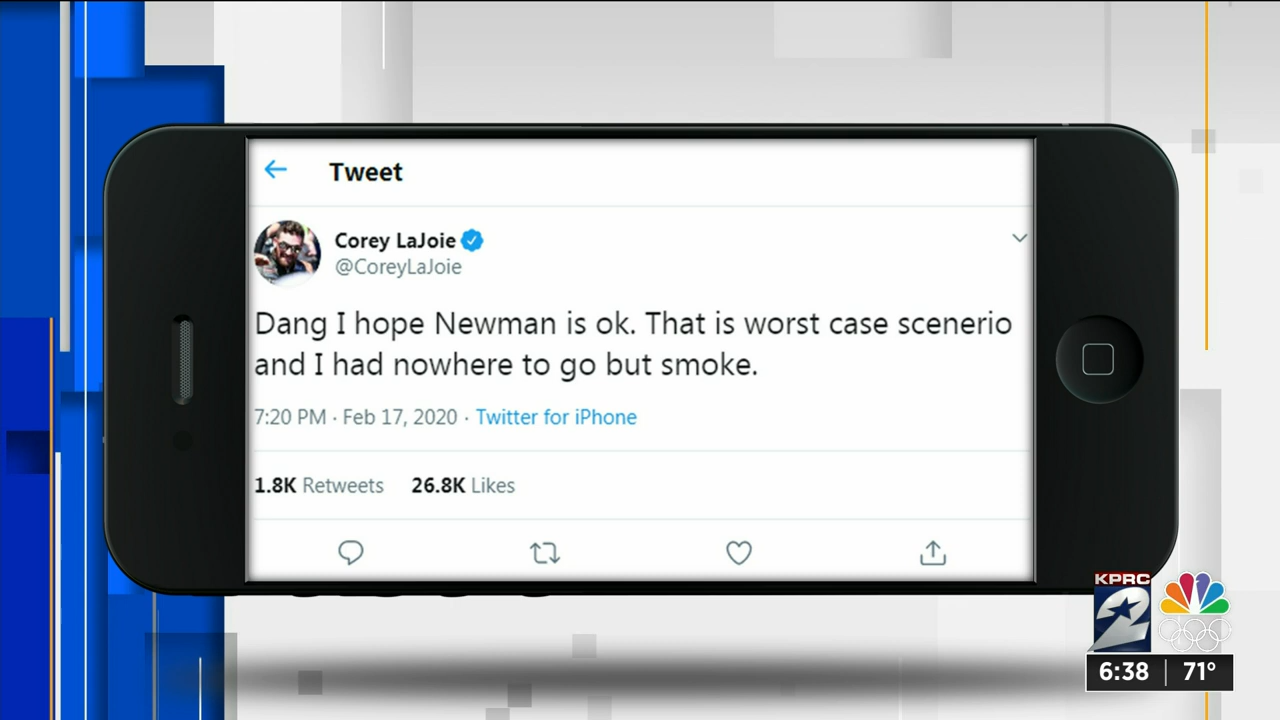 Tweet
Corey LaJoie
@CoreyLaJoie
Dang I hope Newman is ok. That is worst case scenerio
and I had nowhere to go but smoke.
7:20 PM · Feb 17, 2020 · Twitter for iPhone
1.8K Retweets 26.8K Likes
KPRC
2
6:38 71°